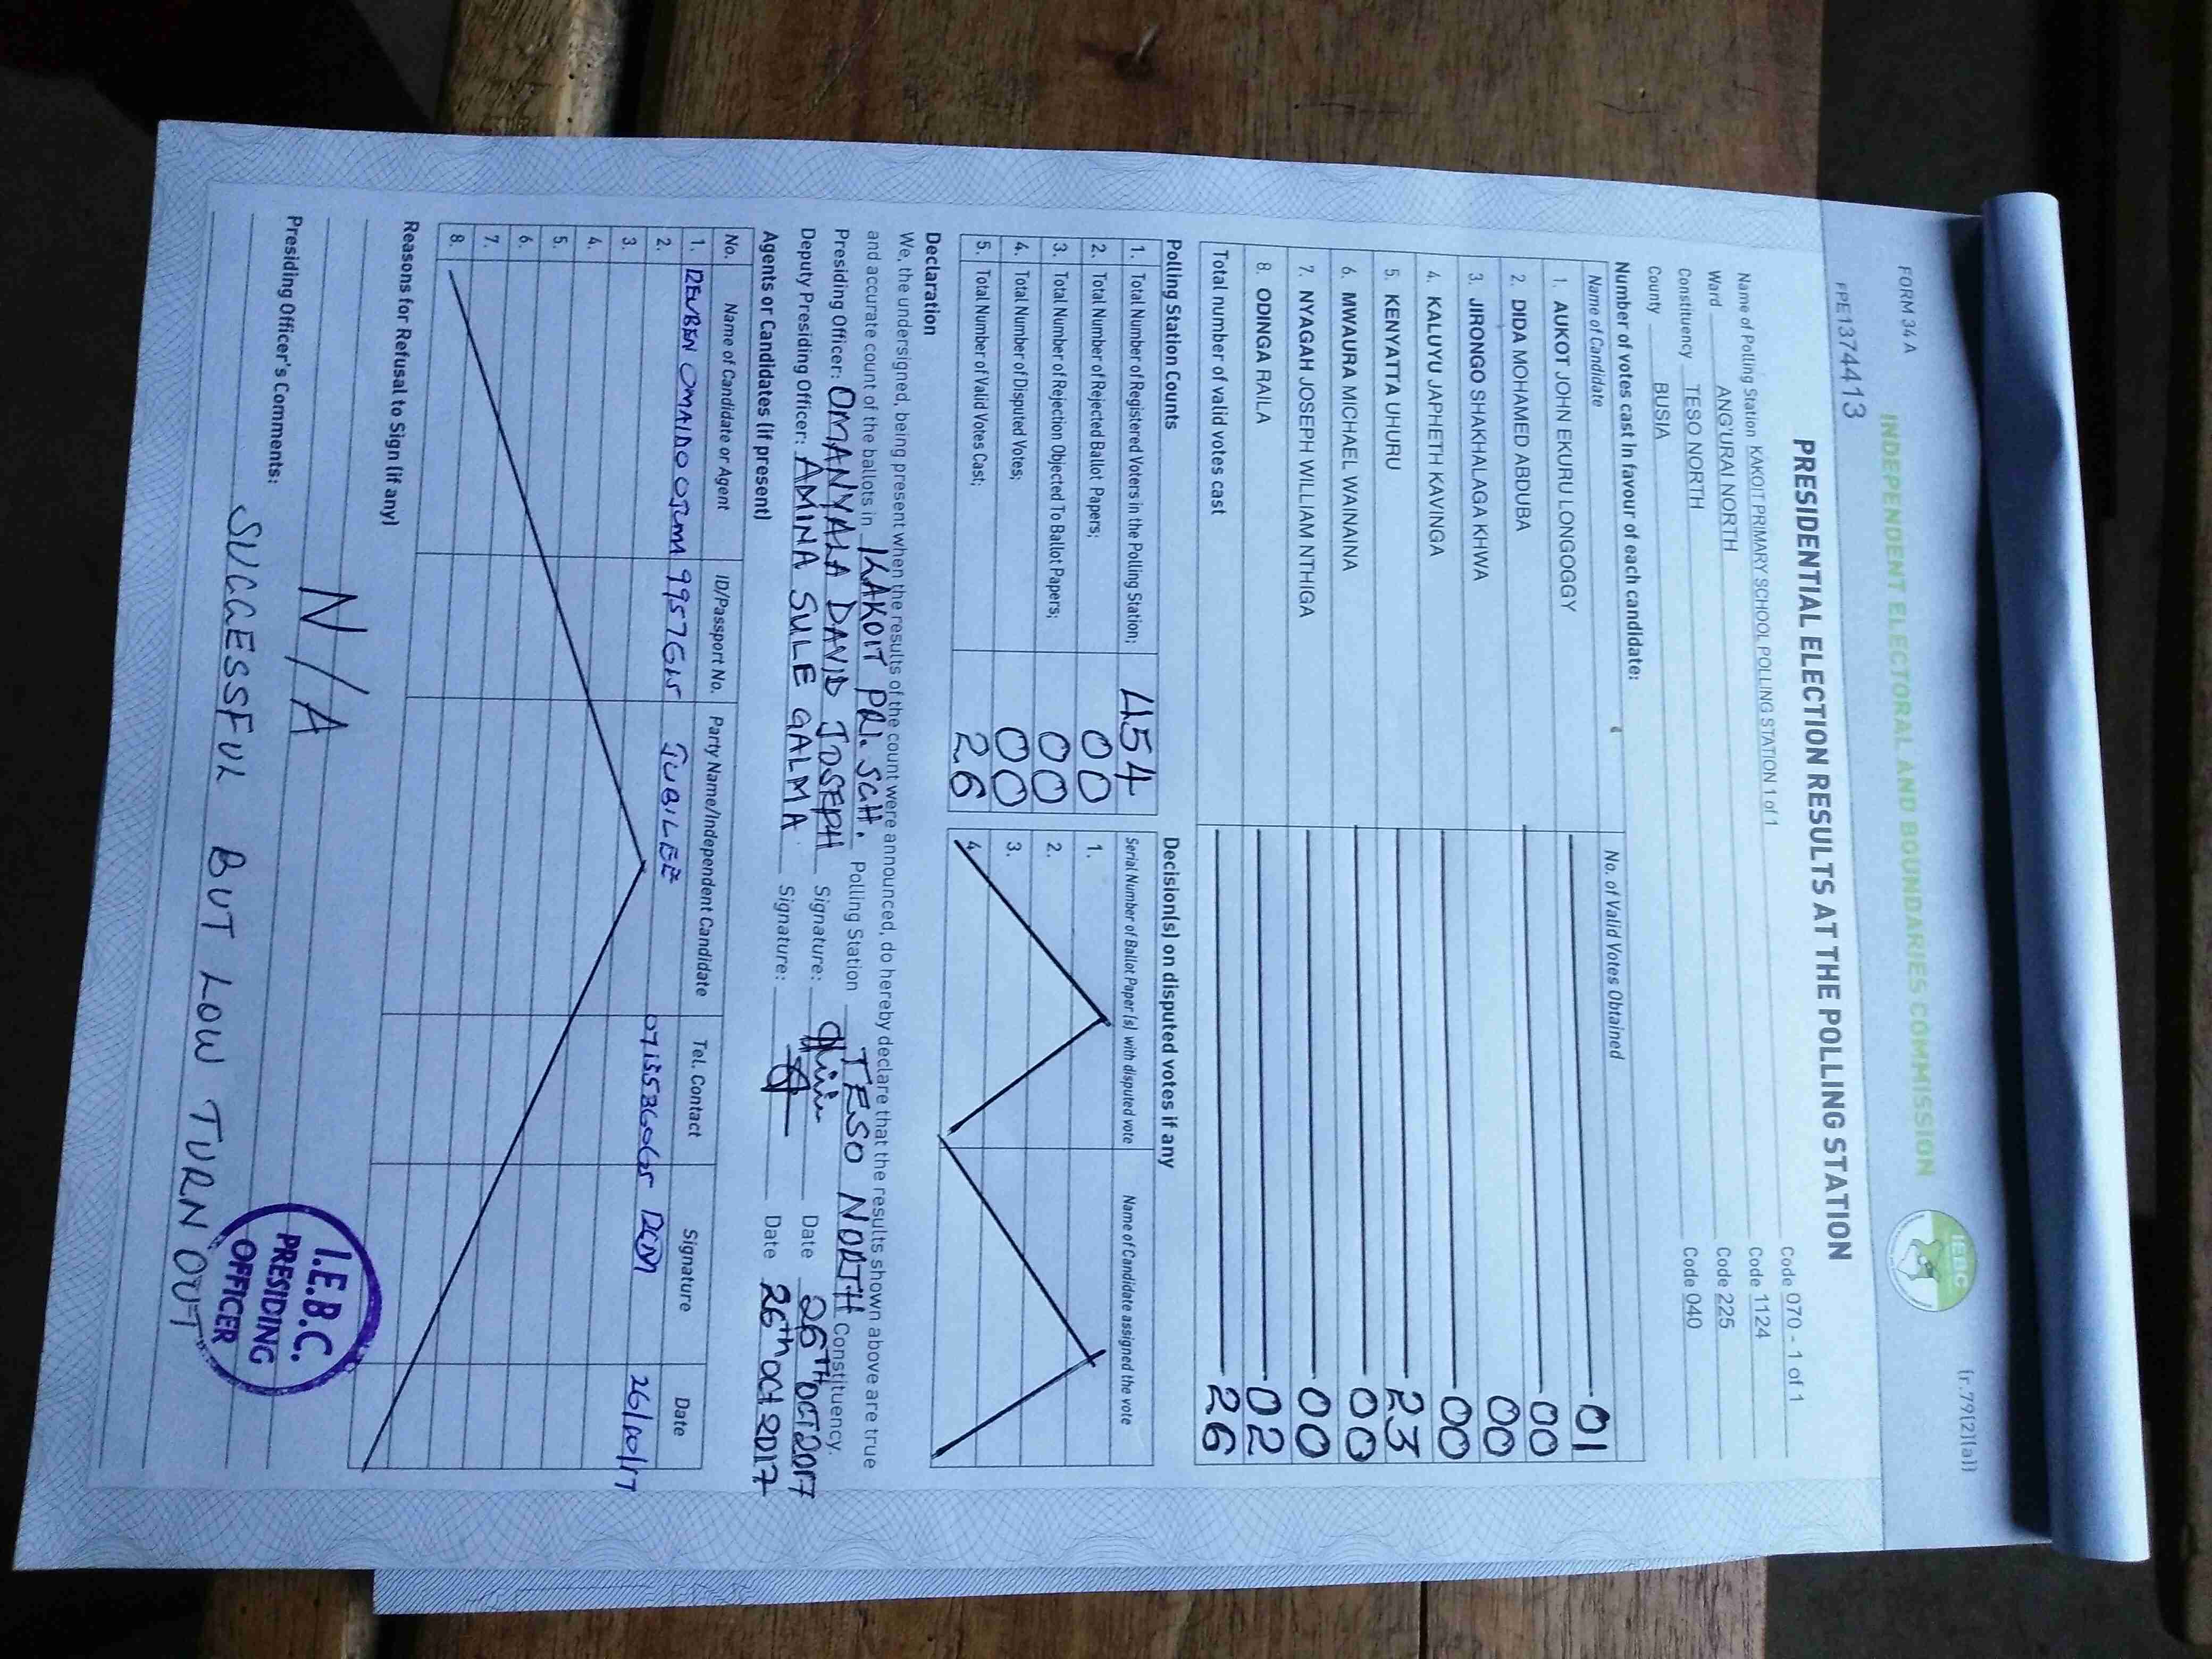 FORM 34 A
(r.79(2)(a))
INDEPENDENT ELECTORAL AND BOUNDARIES COMMISSION
IEBC
PE1374413
PRESIDENTIAL ELECTION RESULTS AT THE POLLING STATION
Name of Polling Station KAKOIT PRIMARY SCHOOL POLLING STATION 1 of 1 Code 070 - 1 of 1
Ward ANG'URAI NORTH Code 1124
Constituency TESO NORTH Code 225
County BUSIA Code 040
Number of votes cast in favour of each candidate:
Name of Candidate No. of Valid Votes Obtained
1. AUKOT JOHN EKURU LONGOGGY 01
2. DIDA MOHAMED ABDUBA 00
3. JIRONGO SHAKHALAGA KHWA 00
4. KALUYU JAPHETH KAVINGA 00
5. KENYATTA UHURU 23
6. MWAURA MICHAEL WAINAINA 00
7. NYAGAH JOSEPH WILLIAM NTHIGA 00
8. ODINGA RAILA 02
Total number of valid votes cast 26
Polling Station Counts
1. Total Number of Registered Voters in the Polling Station; 454
2. Total Number of Rejected Ballot Papers; 00
3. Total Number of Rejection Objected To Ballot Papers; 00
4. Total Number of Disputed Votes; 00
5. Total Number of Valid Votes Cast; 26
Decision(s) on disputed votes if any
Serial Number of Ballot Paper(s) with disputed vote Name of Candidate assigned the vote
1.
2.
3.
4.
Declaration
We, the undersigned, being present when the results of the count were announced, do hereby declare that the results shown above are true
and accurate count of the ballots in KAKOIT PRI. SCH. Polling Station TESO NORTH Constituency.
Presiding Officer: OMANYALA DAVID JOSEPH Signature: Date 26TH OCT 2017
Deputy Presiding Officer: AMINA SULE GALMA Signature: Date 26th OCT 2017
Agents or Candidates (if present)
No. Name of Candidate or Agent ID/Passport No. Party Name/Independent Candidate Tel. Contact Signature Date
1. REUBEN OMAIDO JUBILEE 26/10/17
2.
3.
4.
5.
6.
7.
8.
Reasons for Refusal to Sign (if any)
N/A
Presiding Officer's Comments:
SUCCESSFUL BUT LOW TURN OUT
I.E.B.C.
PRESIDING
OFFICER